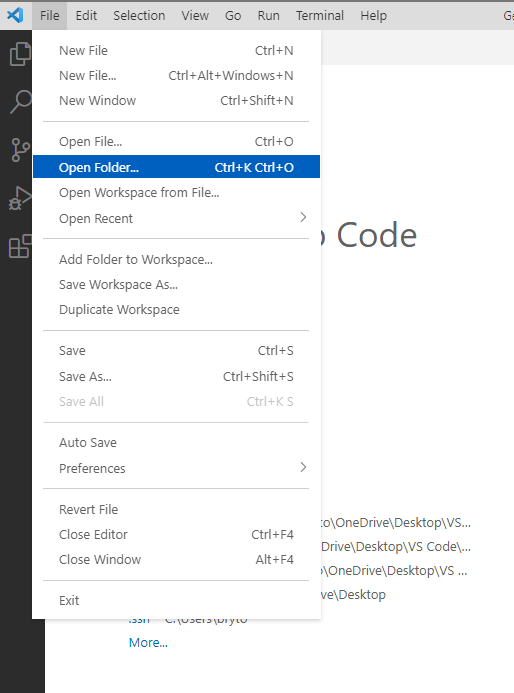 File Edit Selection View Go Run Terminal Help
New File Ctrl+N
New File... Ctrl+Alt+Windows+N
New Window Ctrl+Shift+N
Open File... Ctrl+O
Open Folder... Ctrl+K Ctrl+O
Open Workspace from File...
Open Recent
Code
Add Folder to Workspace...
Save Workspace As...
Duplicate Workspace
Save Ctrl+S
Save As... Ctrl+Shift+S
Save All Ctrl+K S
Auto Save
Preferences
Revert File
to\OneDrive\Desktop\VS...
Close Editor Ctrl+F4
Drive\Desktop\VS Code\...
Close Window Alt+F4
to\OneDrive\Desktop\VS ...
ve\Desktop
Exit
.ssh C:\Users\bryto
More...